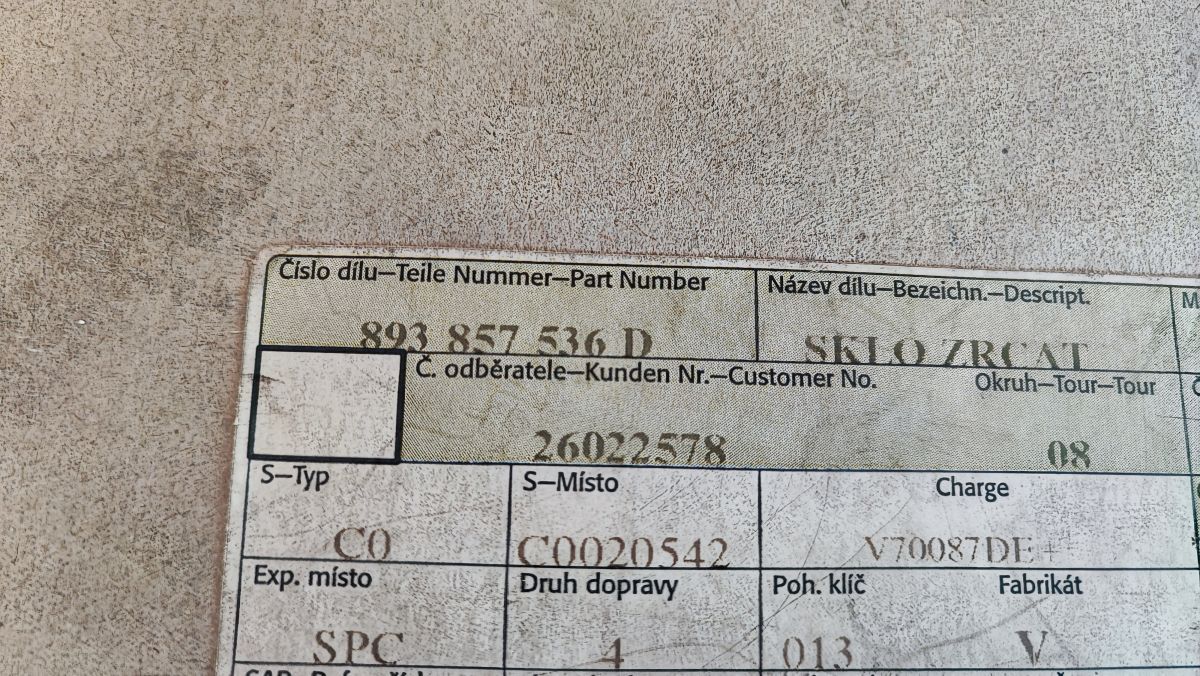 Číslo dílu—Teile Nummer—Part Number
Název dílu—Bezeichn.—Descript.
893 857 536 D
SKLO ZRCAT
Č. odběratele—Kunden Nr.—Customer No.
Okruh—Tour—Tour
26022578
08
S—Typ
S—Místo
Charge
C0
C0020542
V70087DE +
Exp. místo
Druh dopravy
Poh. klíč
Fabrikát
SPC
4
013
V